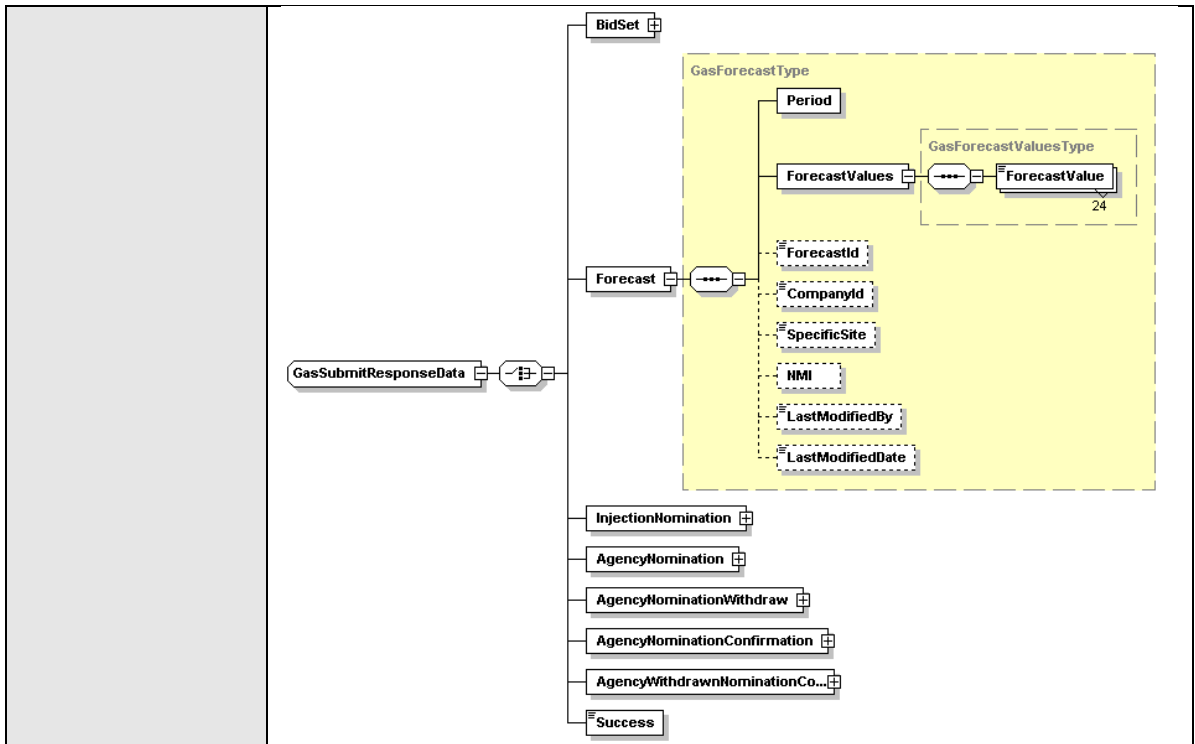 BidSet
GasForecastType
Period
GasForecastValuesType
ForecastValues
ForecastValue
24
ForecastId
Forecast
CompanyId
SpecificSite
GasSubmitResponseData
NMI
LastModifiedBy
LastModifiedDate
InjectionNomination
AgencyNomination
AgencyNominationWithdraw
AgencyNominationConfirmation
AgencyWithdrawnNominationCo...
Success